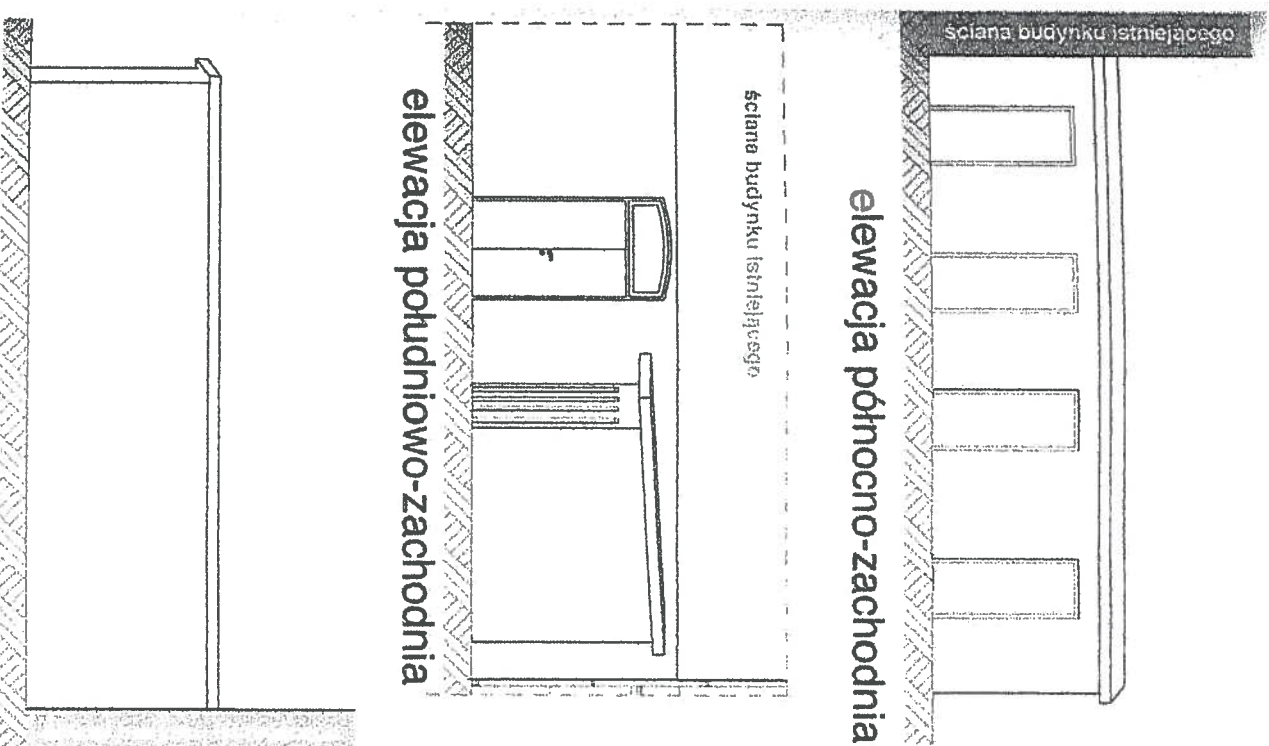 ściana budynku istniejącego
elewacja północno-zachodnia
ściana budynku istniejącego
elewacja południowo-zachodnia